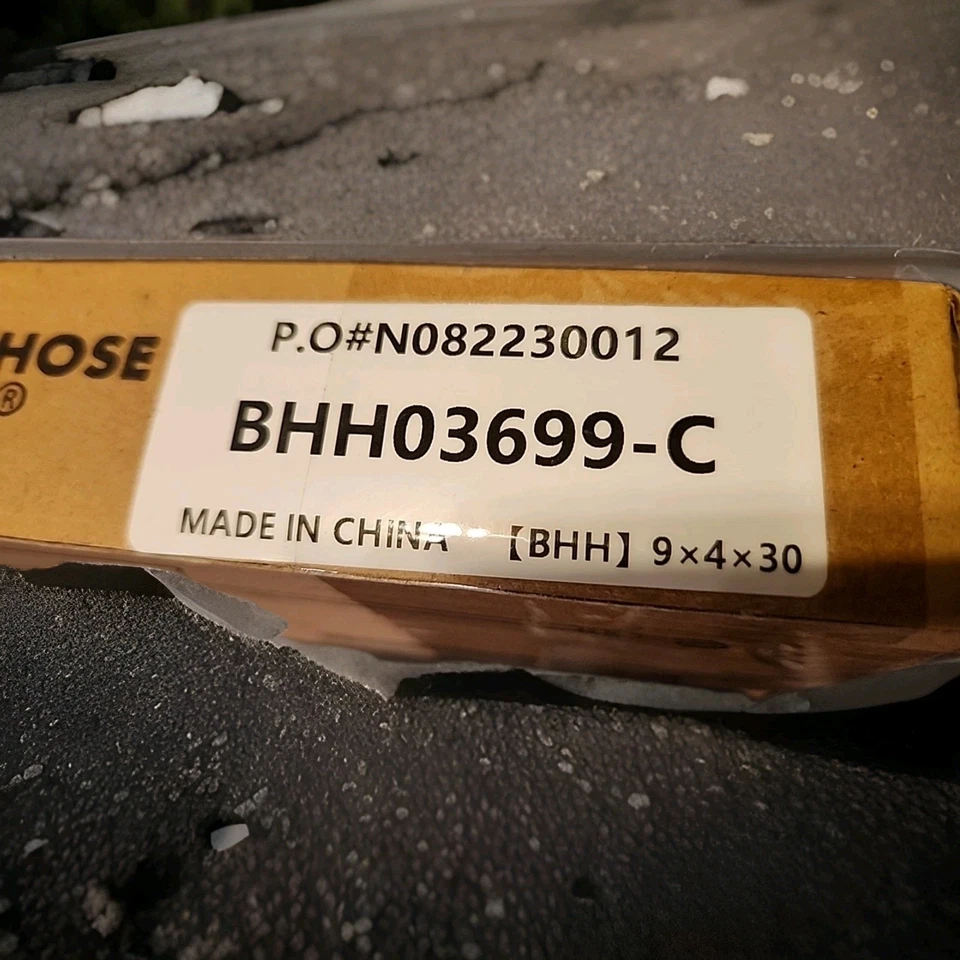 HOSE
®
P.O#N082230012
BHH03699-C
MADE IN CHINA 【BHH】 9×4×30